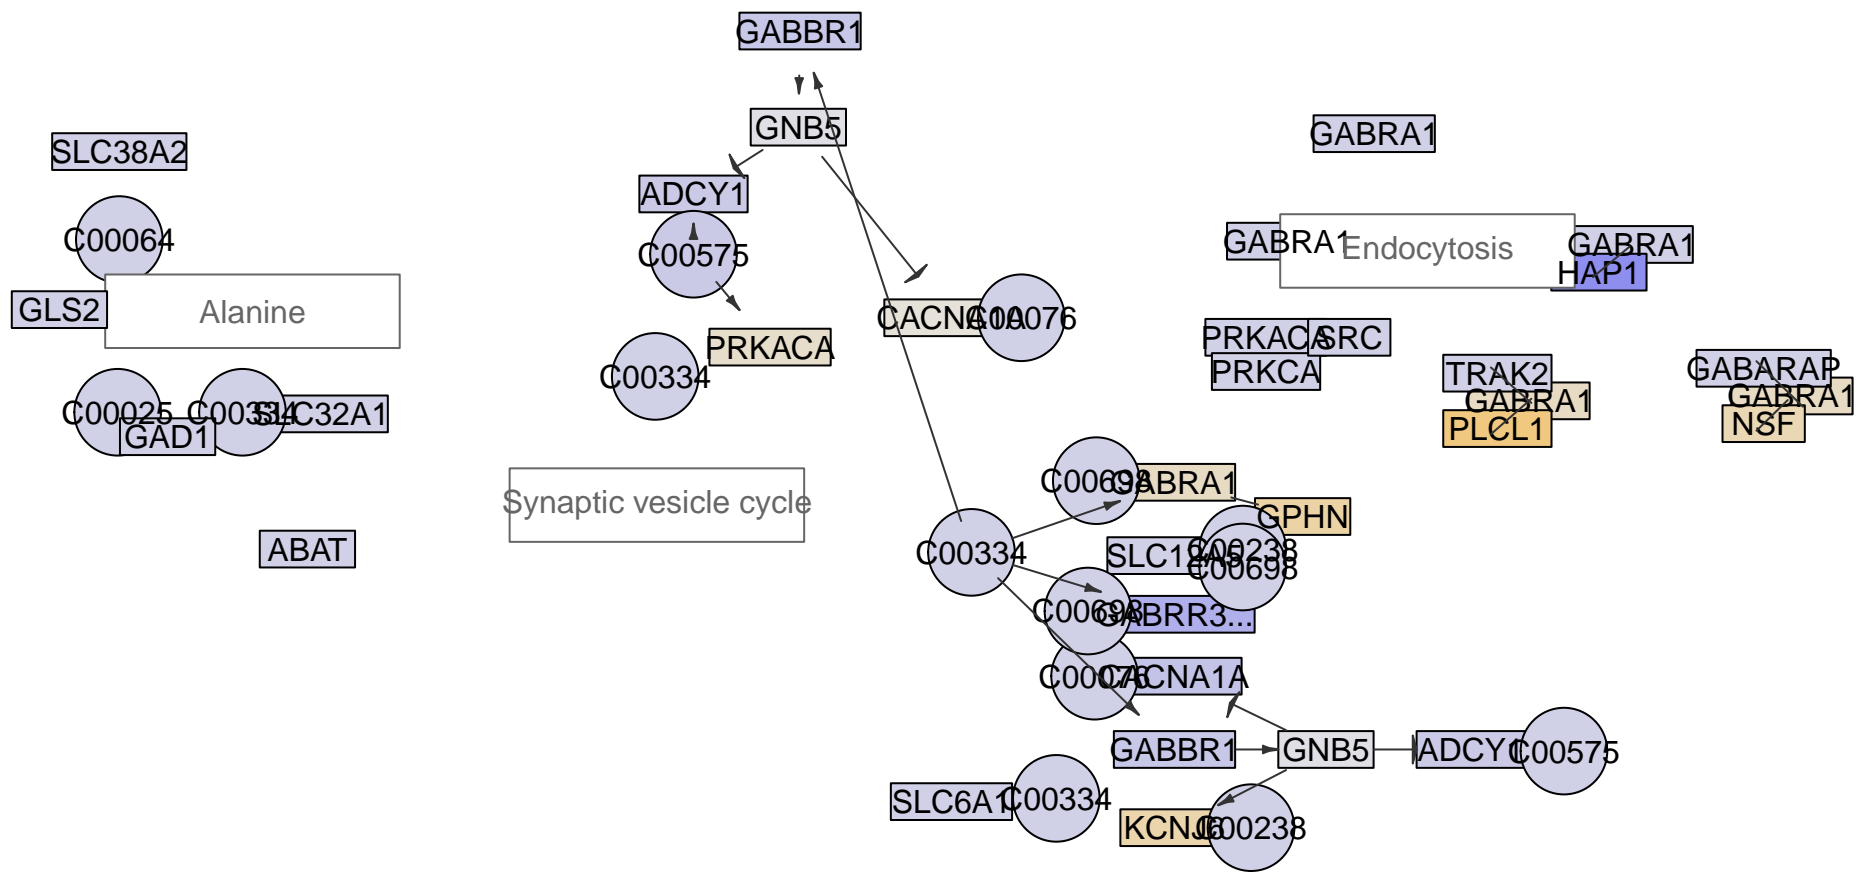 GABBR1
GNB5
GABRA1
SLC38A2
ADCY1
C00064
C00575
GABRA1
Endocytosis
GABRA1
HAP1
GLS2
Alanine
CACNA1A
C00076
PRKACA
PRKACA
SRC
C00334
PRKCA
TRAK2
GABARAP
GABRA1
GABRA1
C00025
C00334
SLC32A1
GAD1
PLCL1
NSF
C00698
GABRA1
Synaptic vesicle cycle
GPHN
ABAT
C00334
SLC12A5
C00238
C00698
C00698
GABRR3...
C00076
CACNA1A
GABBR1
GNB5
ADCY1
C00575
SLC6A1
C00334
KCNJ6
C00238